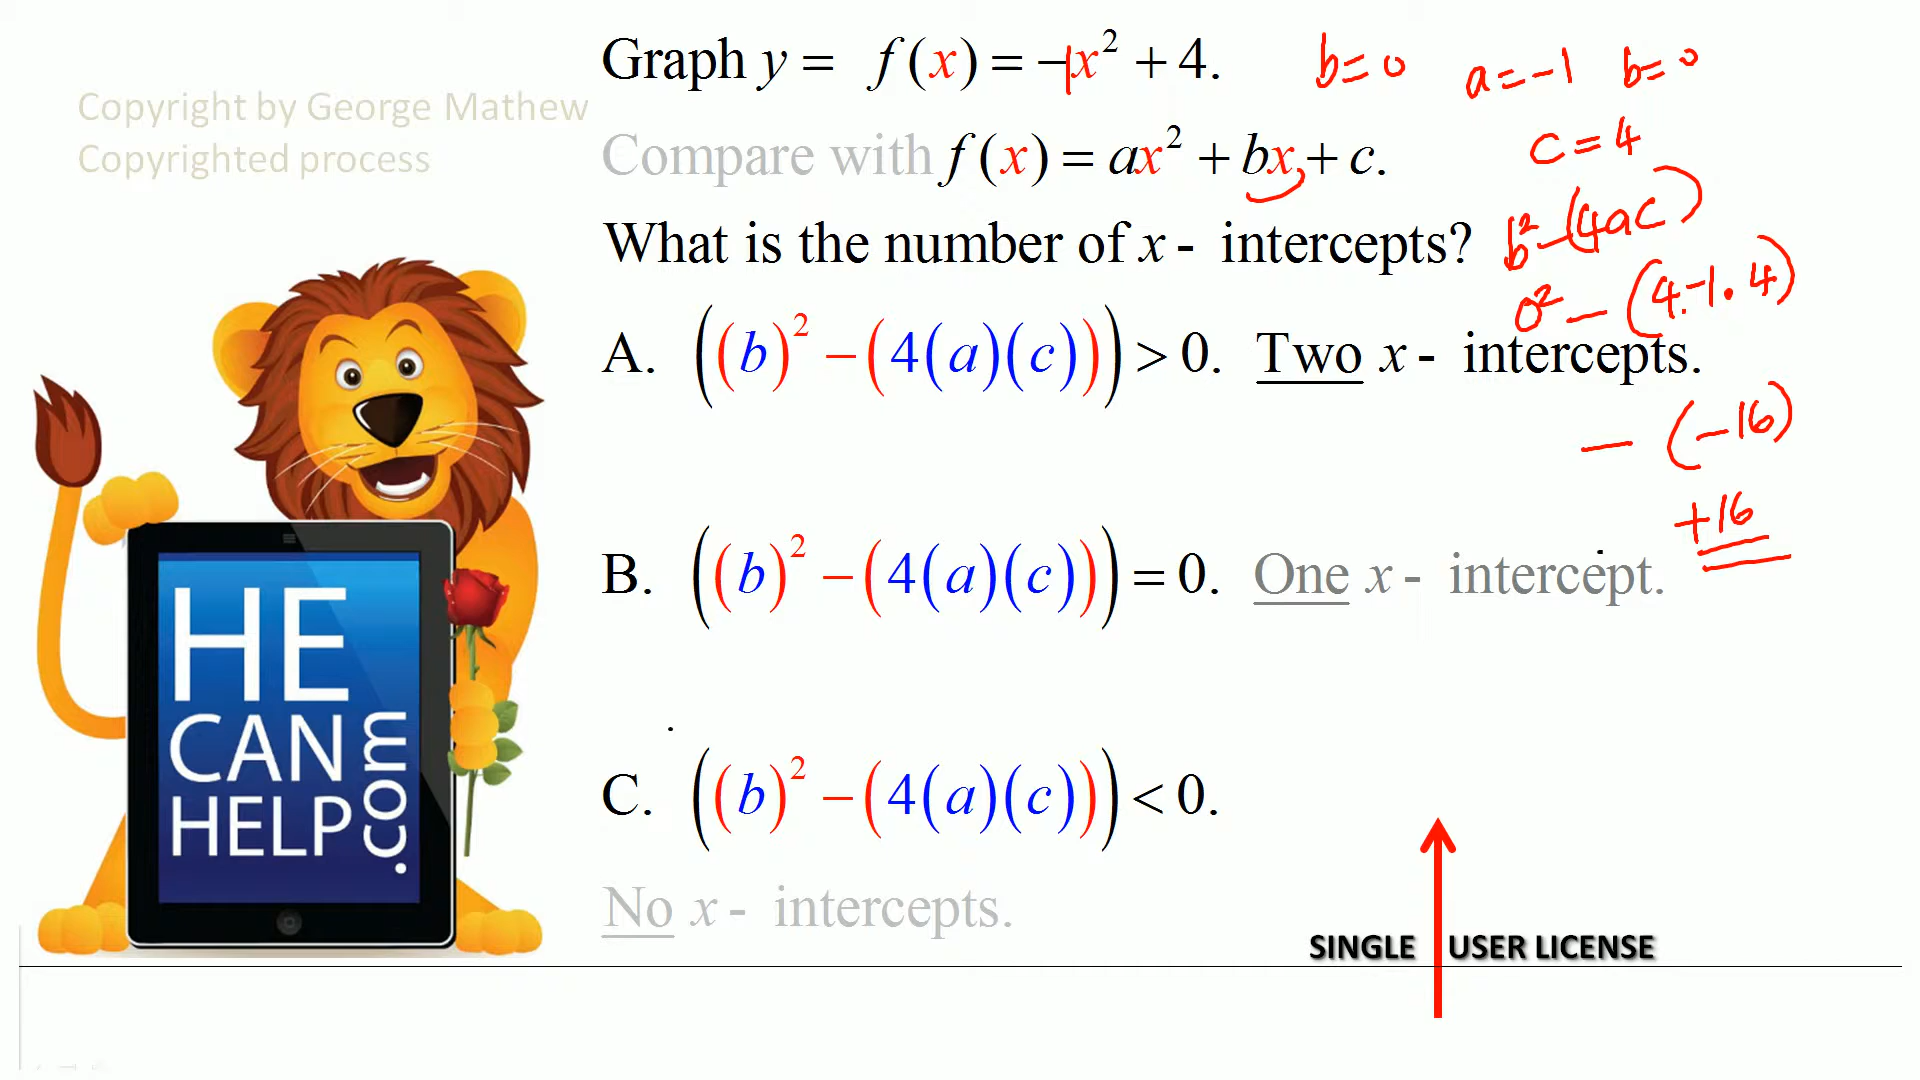 Graph y = f(x) = -1x² + 4. b = 0 a = -1 b = 0
Copyright by George Mathew
Copyrighted process
c = 4
Compare with f(x) = ax² + bx + c.
b² - (4ac)
What is the number of x - intercepts?
0² - (4.-1.4)
A. ((b)² - (4(a)(c))) > 0. Two x - intercepts.
- (-16)
+16
B. ((b)² - (4(a)(c))) = 0. One x - intercept.
HE
CAN
HELP
.com
C. ((b)² - (4(a)(c))) < 0.
No x - intercepts.
SINGLE USER LICENSE